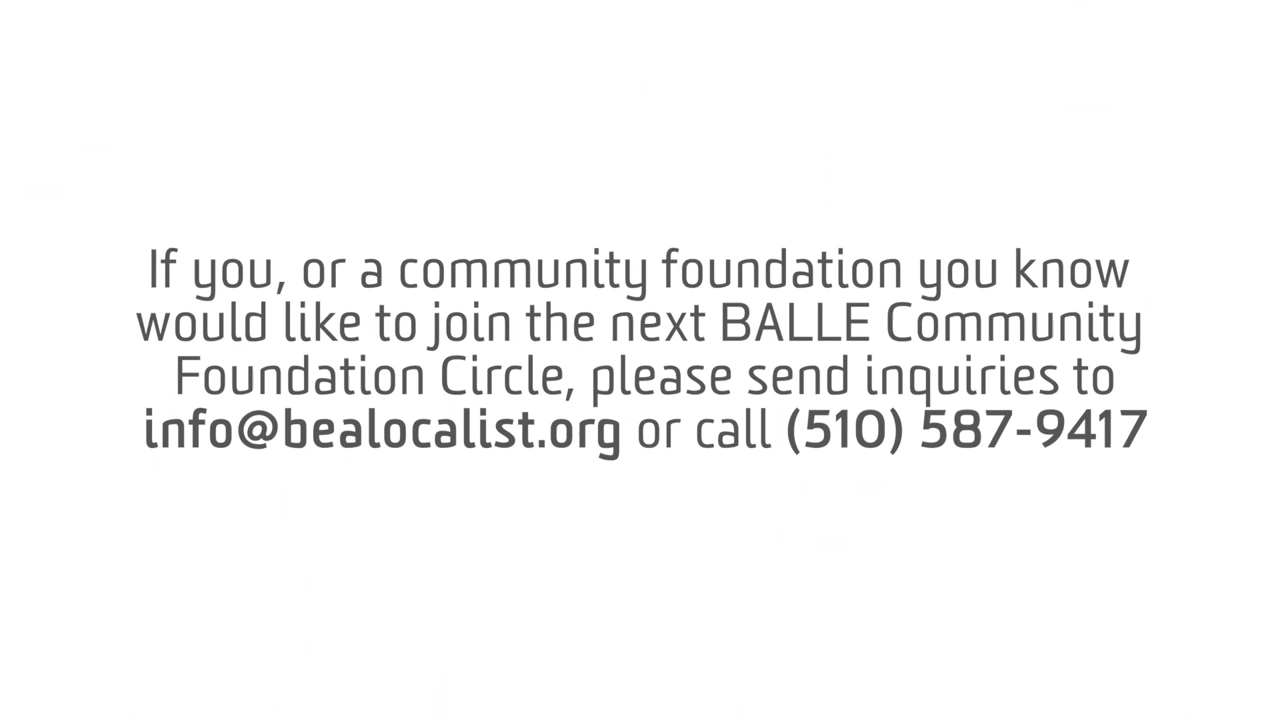 If you, or a community foundation you know
would like to join the next BALLE Community
Foundation Circle, please send inquiries to
info@bealocalist.org or call (510) 587-9417